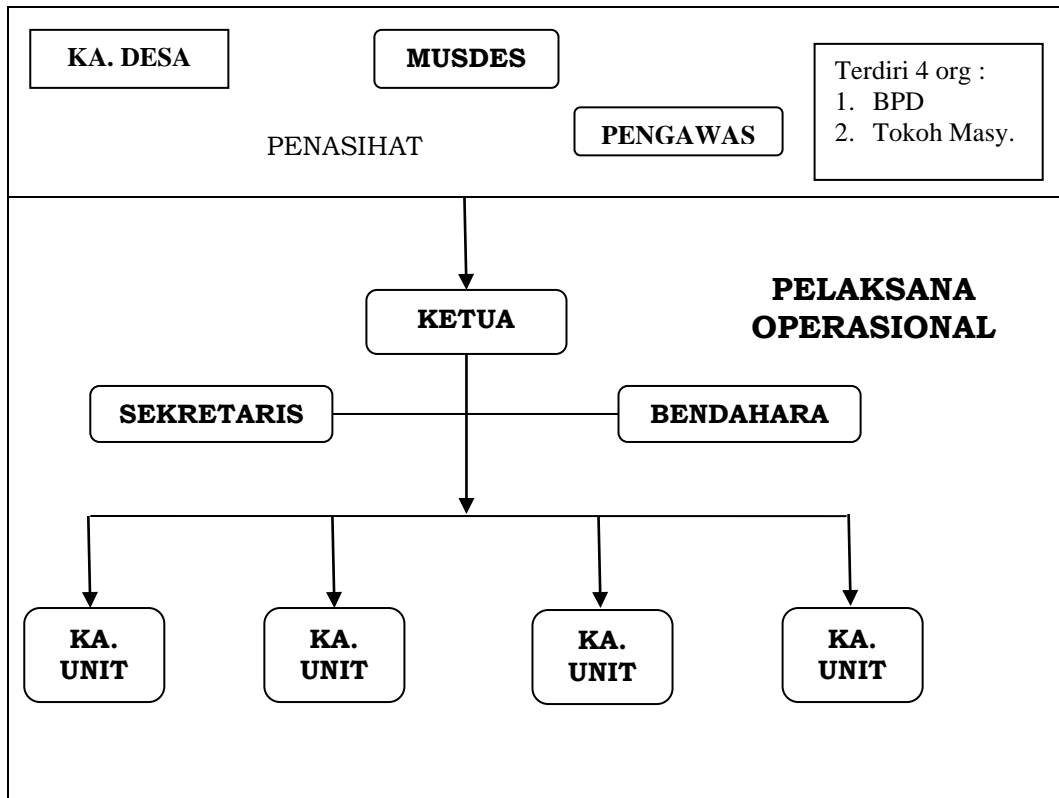 KA. DESA
MUSDES
Terdiri 4 org :
1. BPD
2. Tokoh Masy.
PENGAWAS
PENASIHAT
KETUA
PELAKSANA
OPERASIONAL
SEKRETARIS
BENDAHARA
KA.
UNIT
KA.
UNIT
KA.
UNIT
KA.
UNIT